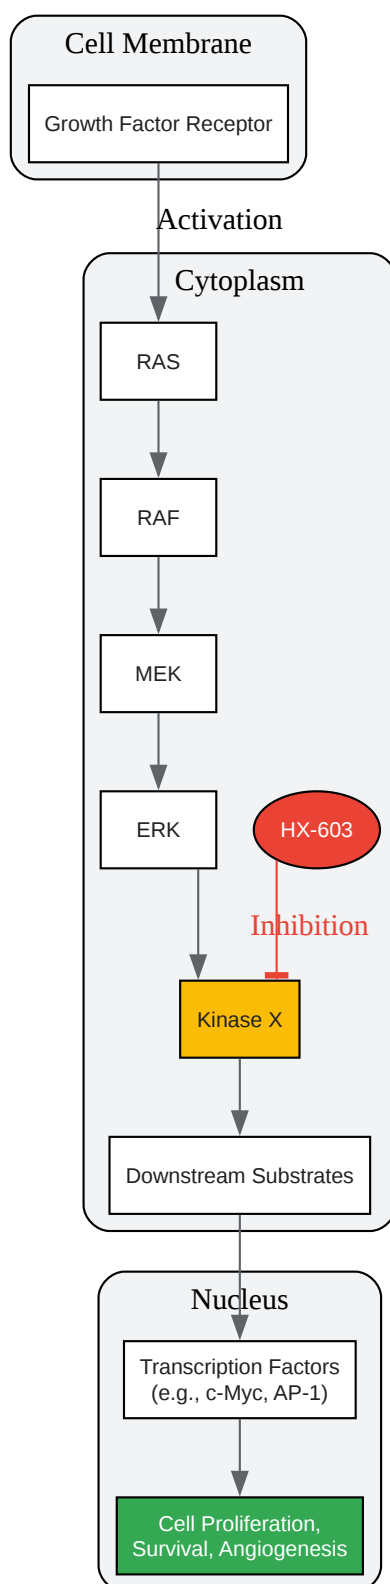 Cell Membrane
Growth Factor Receptor
Activation
Cytoplasm
RAS
RAF
MEK
ERK
HX-603
Inhibition
Kinase X
Downstream Substrates
Nucleus
Transcription Factors
(e.g., c-Myc, AP-1)
Cell Proliferation,
Survival, Angiogenesis